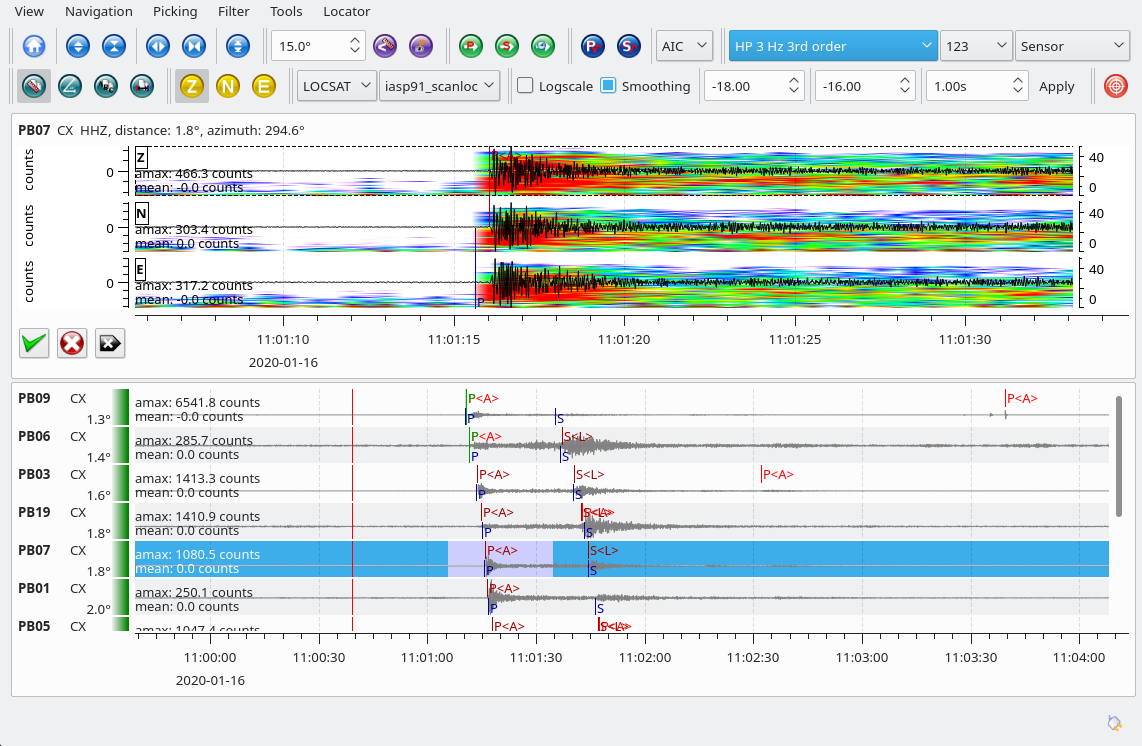 View Navigation Picking Filter Tools Locator
15.0° P S P S AIC HP 3 Hz 3rd order 123 Sensor
Z N E LOCSAT iasp91_scanloc Logscale Smoothing -18.00 -16.00 1.00s Apply
PB07 CX HHZ, distance: 1.8°, azimuth: 294.6°
counts 0 Z 40
amax: 466.3 counts
mean: -0.0 counts 0
counts 0 N 40
amax: 303.4 counts
mean: 0.0 counts 0
counts 0 E 40
amax: 317.2 counts
mean: -0.0 counts P 0
11:01:10 11:01:15 11:01:20 11:01:25 11:01:30
2020-01-16
PB09 CX amax: 6541.8 counts P<A> P<A>
1.3° mean: -0.0 counts P S
PB06 CX amax: 285.7 counts P<A> S<L>
1.4° mean: 0.0 counts P S
PB03 CX amax: 1413.3 counts P<A> S<L> P<A>
1.6° mean: 0.0 counts P S
PB19 CX amax: 1410.9 counts P<A>
1.8° mean: 0.0 counts P S
PB07 CX amax: 1080.5 counts P<A> S<L>
1.8° mean: 0.0 counts P S
PB01 CX amax: 250.1 counts P<A>
2.0° mean: 0.0 counts P S
PB05 CX amax: 1047.4 counts P<A>
11:00:00 11:00:30 11:01:00 11:01:30 11:02:00 11:02:30 11:03:00 11:03:30 11:04:00
2020-01-16